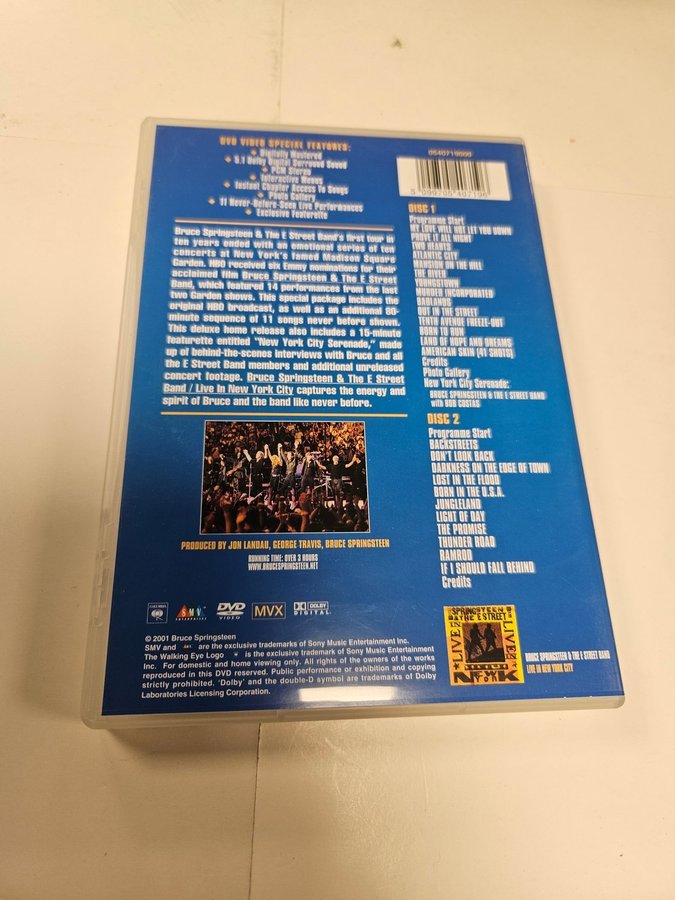 DVD VIDEO SPECIAL FEATURES:
Digitally Mastered
5.1 Dolby Digital Surround Sound
PCM Stereo
Interactive Menus
Instant Chapter Access To Songs
Photo Gallery
11 Never-Before-Seen Live Performances
Exclusive Featurette
Bruce Springsteen & The E Street Band's first tour in
ten years ended with an emotional series of ten
concerts at New York's famed Madison Square
Garden. HBO received six Emmy nominations for their
acclaimed film Bruce Springsteen & The E Street
Band, which featured 14 performances from the last
two Garden shows. This special package includes the
original HBO broadcast, as well as an additional 80-
minute sequence of 11 songs never before shown.
This deluxe home release also includes a 15-minute
featurette entitled "New York City Serenade," made
up of behind-the-scenes interviews with Bruce and all
the E Street Band members and additional unreleased
concert footage. Bruce Springsteen & The E Street
Band / Live In New York City captures the energy and
spirit of Bruce and the band like never before.
PRODUCED BY JON LANDAU, GEORGE TRAVIS, BRUCE SPRINGSTEEN
RUNNING TIME: OVER 3 HOURS
WWW.BRUCESPRINGSTEEN.NET
0540719000
5 099205 407196
DISC 1
Programme Start
MY LOVE WILL NOT LET YOU DOWN
PROVE IT ALL NIGHT
TWO HEARTS
ATLANTIC CITY
MANSION ON THE HILL
THE RIVER
YOUNGSTOWN
MURDER INCORPORATED
BADLANDS
OUT IN THE STREET
TENTH AVENUE FREEZE-OUT
BORN TO RUN
LAND OF HOPE AND DREAMS
AMERICAN SKIN (41 SHOTS)
Credits
Photo Gallery
New York City Serenade:
BRUCE SPRINGSTEEN & THE E STREET BAND
with BOB COSTAS
DISC 2
Programme Start
BACKSTREETS
DON'T LOOK BACK
DARKNESS ON THE EDGE OF TOWN
LOST IN THE FLOOD
BORN IN THE U.S.A.
JUNGLELAND
LIGHT OF DAY
THE PROMISE
THUNDER ROAD
RAMROD
IF I SHOULD FALL BEHIND
Credits
COLUMBIA
SMV
ENTERPRISES
DVD
VIDEO
MVX
DOLBY
DIGITAL
© 2001 Bruce Springsteen
SMV and are the exclusive trademarks of Sony Music Entertainment Inc.
The Walking Eye Logo is the exclusive trademark of Sony Music Entertainment
Inc. For domestic and home viewing only. All rights of the owners of the works
reproduced in this DVD reserved. Public performance or exhibition and copying
strictly prohibited. 'Dolby' and the double-D symbol are trademarks of Dolby
Laboratories Licensing Corporation.
SPRINGSTEEN
& THE E STREET
LIVE IN
LIVE
BRUCE SPRINGSTEEN & THE E STREET BAND
LIVE IN NEW YORK CITY